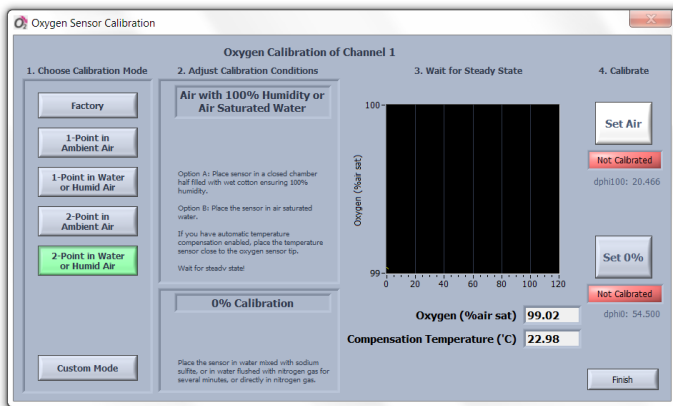 Oxygen Sensor Calibration
Oxygen Calibration of Channel 1
1. Choose Calibration Mode
2. Adjust Calibration Conditions
3. Wait for Steady State
4. Calibrate
Factory
1-Point in
Ambient Air
1-Point in Water
or Humid Air
2-Point in
Ambient Air
2-Point in Water
or Humid Air
Custom Mode
Air with 100% Humidity or
Air Saturated Water
Option A: Place sensor in a closed chamber
half filled with wet cotton ensuring 100%
humidity.
Option B: Place the sensor in air saturated
water.
If you have automatic temperature
compensation enabled, place the temperature
sensor close to the oxygen sensor tip.
Wait for steady state!
0% Calibration
Place the sensor in water mixed with sodium
sulfite, or in water flushed with nitrogen gas for
several minutes, or directly in nitrogen gas.
Oxygen (%air sat)
100
99
0 20 40 60 80 100 120
Oxygen (%air sat) 99.02
Compensation Temperature (°C) 22.98
Set Air
Not Calibrated
dphi100: 20.466
Set 0%
Not Calibrated
dphi0: 54.500
Finish